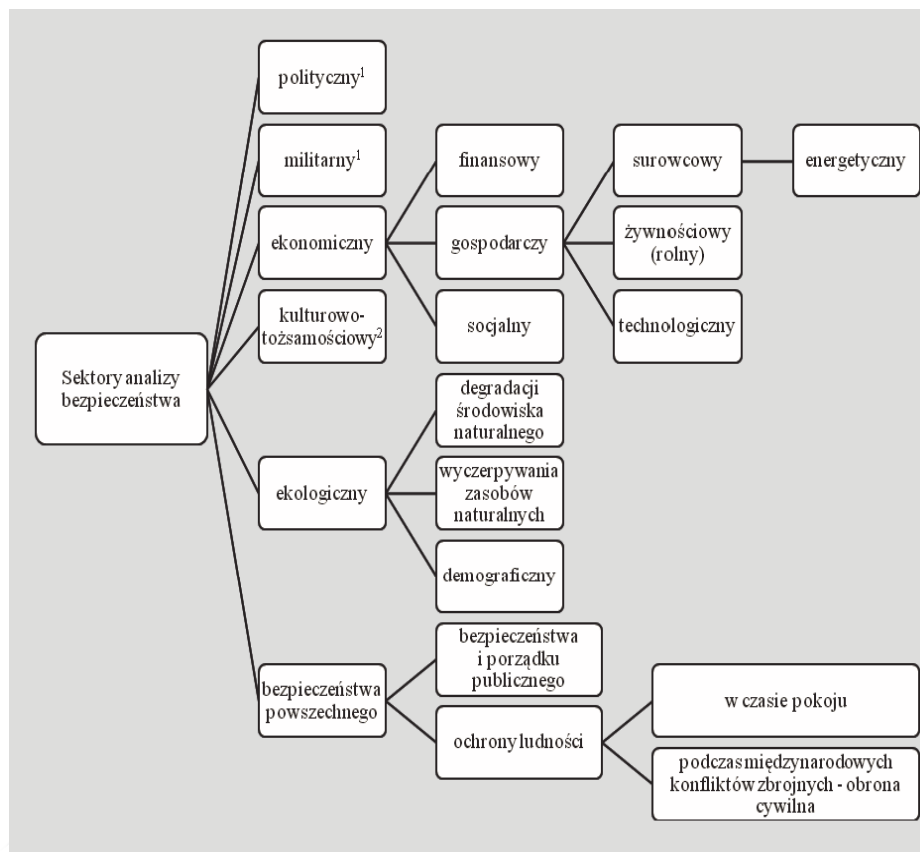 polityczny¹
militarny¹
finansowy
surowcowy
energetyczny
ekonomiczny
gospodarczy
żywnościowy
(rolny)
kulturowo-
tożsamościowy²
socjalny
technologiczny
Sektory analizy
bezpieczeństwa
degradacji
środowiska
naturalnego
ekologiczny
wyczerpywania
zasobów
naturalnych
demograficzny
bezpieczeństwa
powszechnego
bezpieczeństwa
i porządku
publicznego
ochrony ludności
w czasie pokoju
podczas międzynarodowych
konfliktów zbrojnych - obrona
cywilna